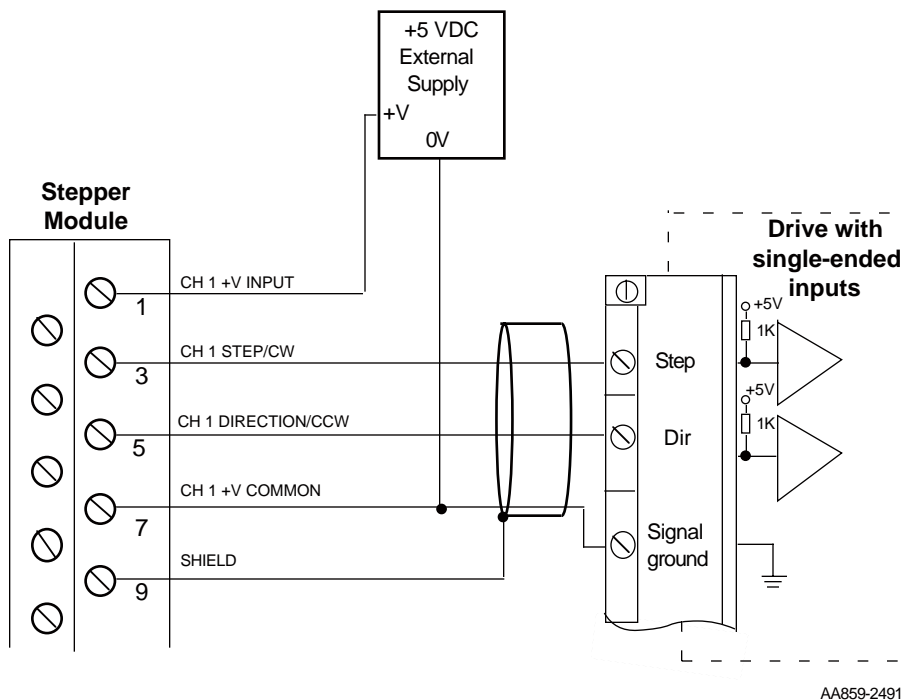 +5 VDC
External
Supply
+V
0V
Stepper
Module
Drive with
single-ended
inputs
CH 1 +V INPUT
1
CH 1 STEP/CW
3
CH 1 DIRECTION/CCW
5
CH 1 +V COMMON
7
SHIELD
9
Step
Dir
Signal
ground
+5V
1K
+5V
1K
AA859-2491